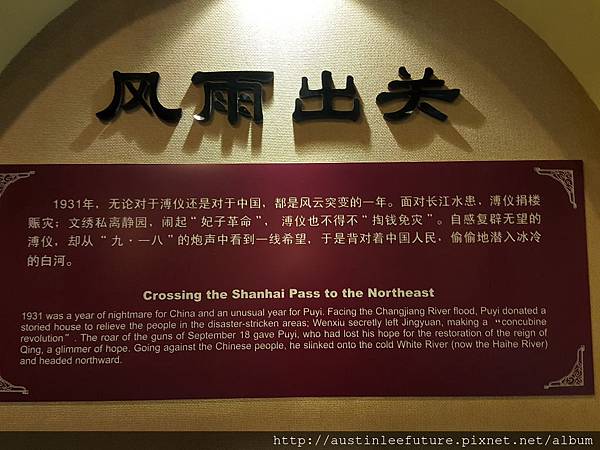 风雨出关
1931年，无论对于溥仪还是对于中国，都是风云突变的一年。面对长江水患，溥仪捐楼
赈灾；文绣私离静园，闹起“妃子革命”，溥仪也不得不“掏钱免灾”。自感复辟无望的
溥仪，却从“九·一八”的炮声中看到一线希望，于是背对着中国人民，偷偷地潜入冰冷
的白河。
Crossing the Shanhai Pass to the Northeast
1931 was a year of nightmare for China and an unusual year for Puyi. Facing the Changjiang River flood, Puyi donated a
storied house to relieve the people in the disaster-stricken areas; Wenxiu secretly left Jingyuan, making a “concubine
revolution”. The roar of the guns of September 18 gave Puyi, who had lost his hope for the restoration of the reign of
Qing, a glimmer of hope. Going against the Chinese people, he slinked onto the cold White River (now the Haihe River)
and headed northward.
http://austinleefuture.pixnet.net/album